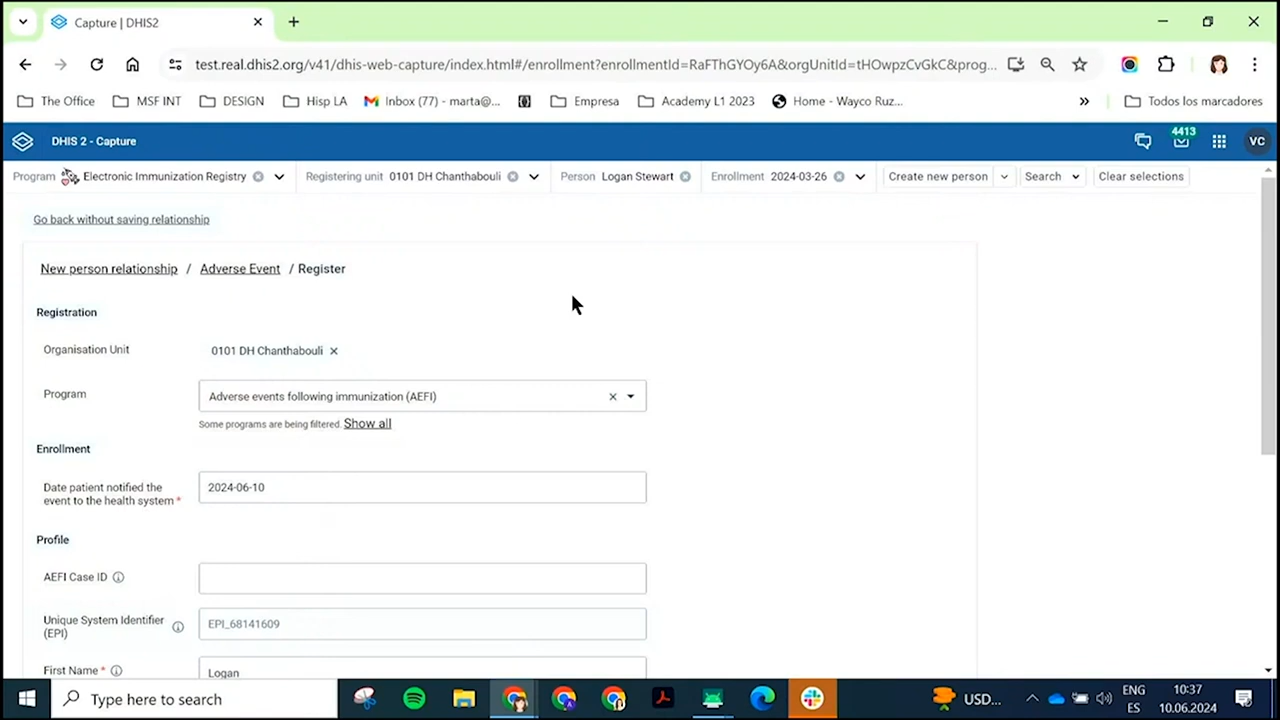 Capture | DHIS2
test.real.dhis2.org/v41/dhis-web-capture/index.html#/enrollment?enrollmentId=RaFThGYOy6A&orgUnitId=tHOwpzCvGkC&prog...
The Office MSF INT DESIGN Hisp LA Inbox (77) - marta@... Empresa Academy L1 2023 Home - Wayco Ruz... » Todos los marcadores
DHIS 2 - Capture 4413 VC
Program Electronic Immunization Registry Registering unit 0101 DH Chanthabouli Person Logan Stewart Enrollment 2024-03-26 Create new person Search Clear selections
Go back without saving relationship
New person relationship / Adverse Event / Register
Registration
Organisation Unit 0101 DH Chanthabouli
Program Adverse events following immunization (AEFI)
Some programs are being filtered. Show all
Enrollment
Date patient notified the event to the health system * 2024-06-10
Profile
AEFI Case ID
Unique System Identifier (EPI) EPI_68141609
First Name * Logan
Type here to search USD... ENG ES 10:37 10.06.2024